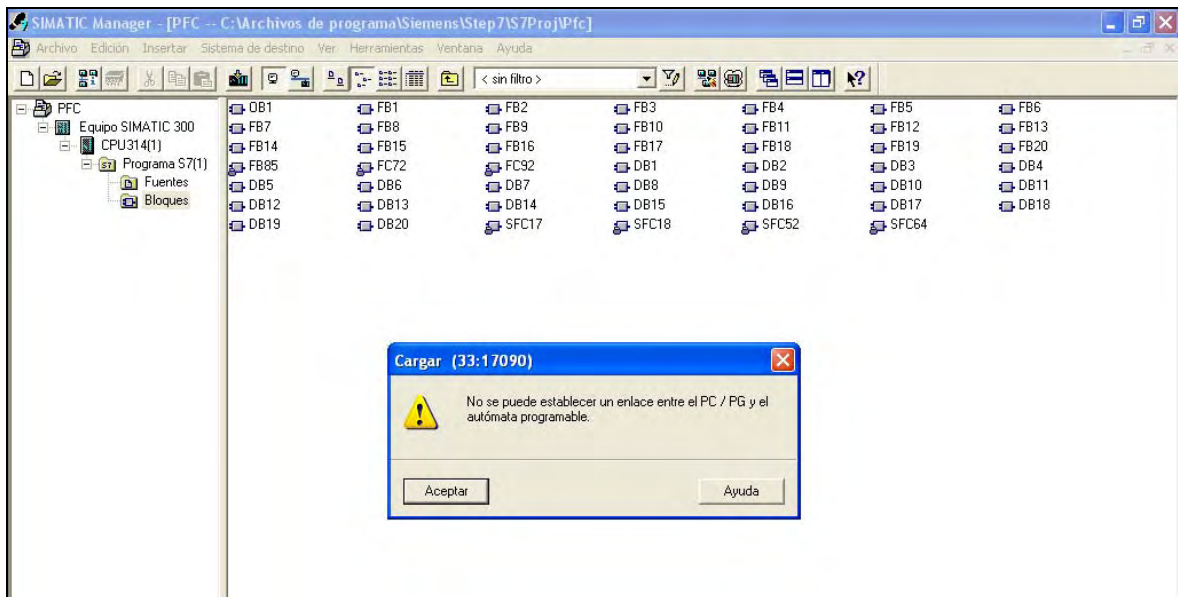 SIMATIC Manager - [PFC -- C:\Archivos de programa\Siemens\Step7\S7Proj\Pfc]
Archivo Edición Insertar Sistema de destino Ver Herramientas Ventana Ayuda
< sin filtro >
PFC
Equipo SIMATIC 300
CPU314(1)
Programa S7(1)
Fuentes
Bloques
OB1 FB1 FB2 FB3 FB4 FB5 FB6
FB7 FB8 FB9 FB10 FB11 FB12 FB13
FB14 FB15 FB16 FB17 FB18 FB19 FB20
FB85 FC72 FC92 DB1 DB2 DB3 DB4
DB5 DB6 DB7 DB8 DB9 DB10 DB11
DB12 DB13 DB14 DB15 DB16 DB17 DB18
DB19 DB20 SFC17 SFC18 SFC52 SFC64
Cargar (33:17090)
No se puede establecer un enlace entre el PC / PG y el
autómata programable.
Aceptar Ayuda